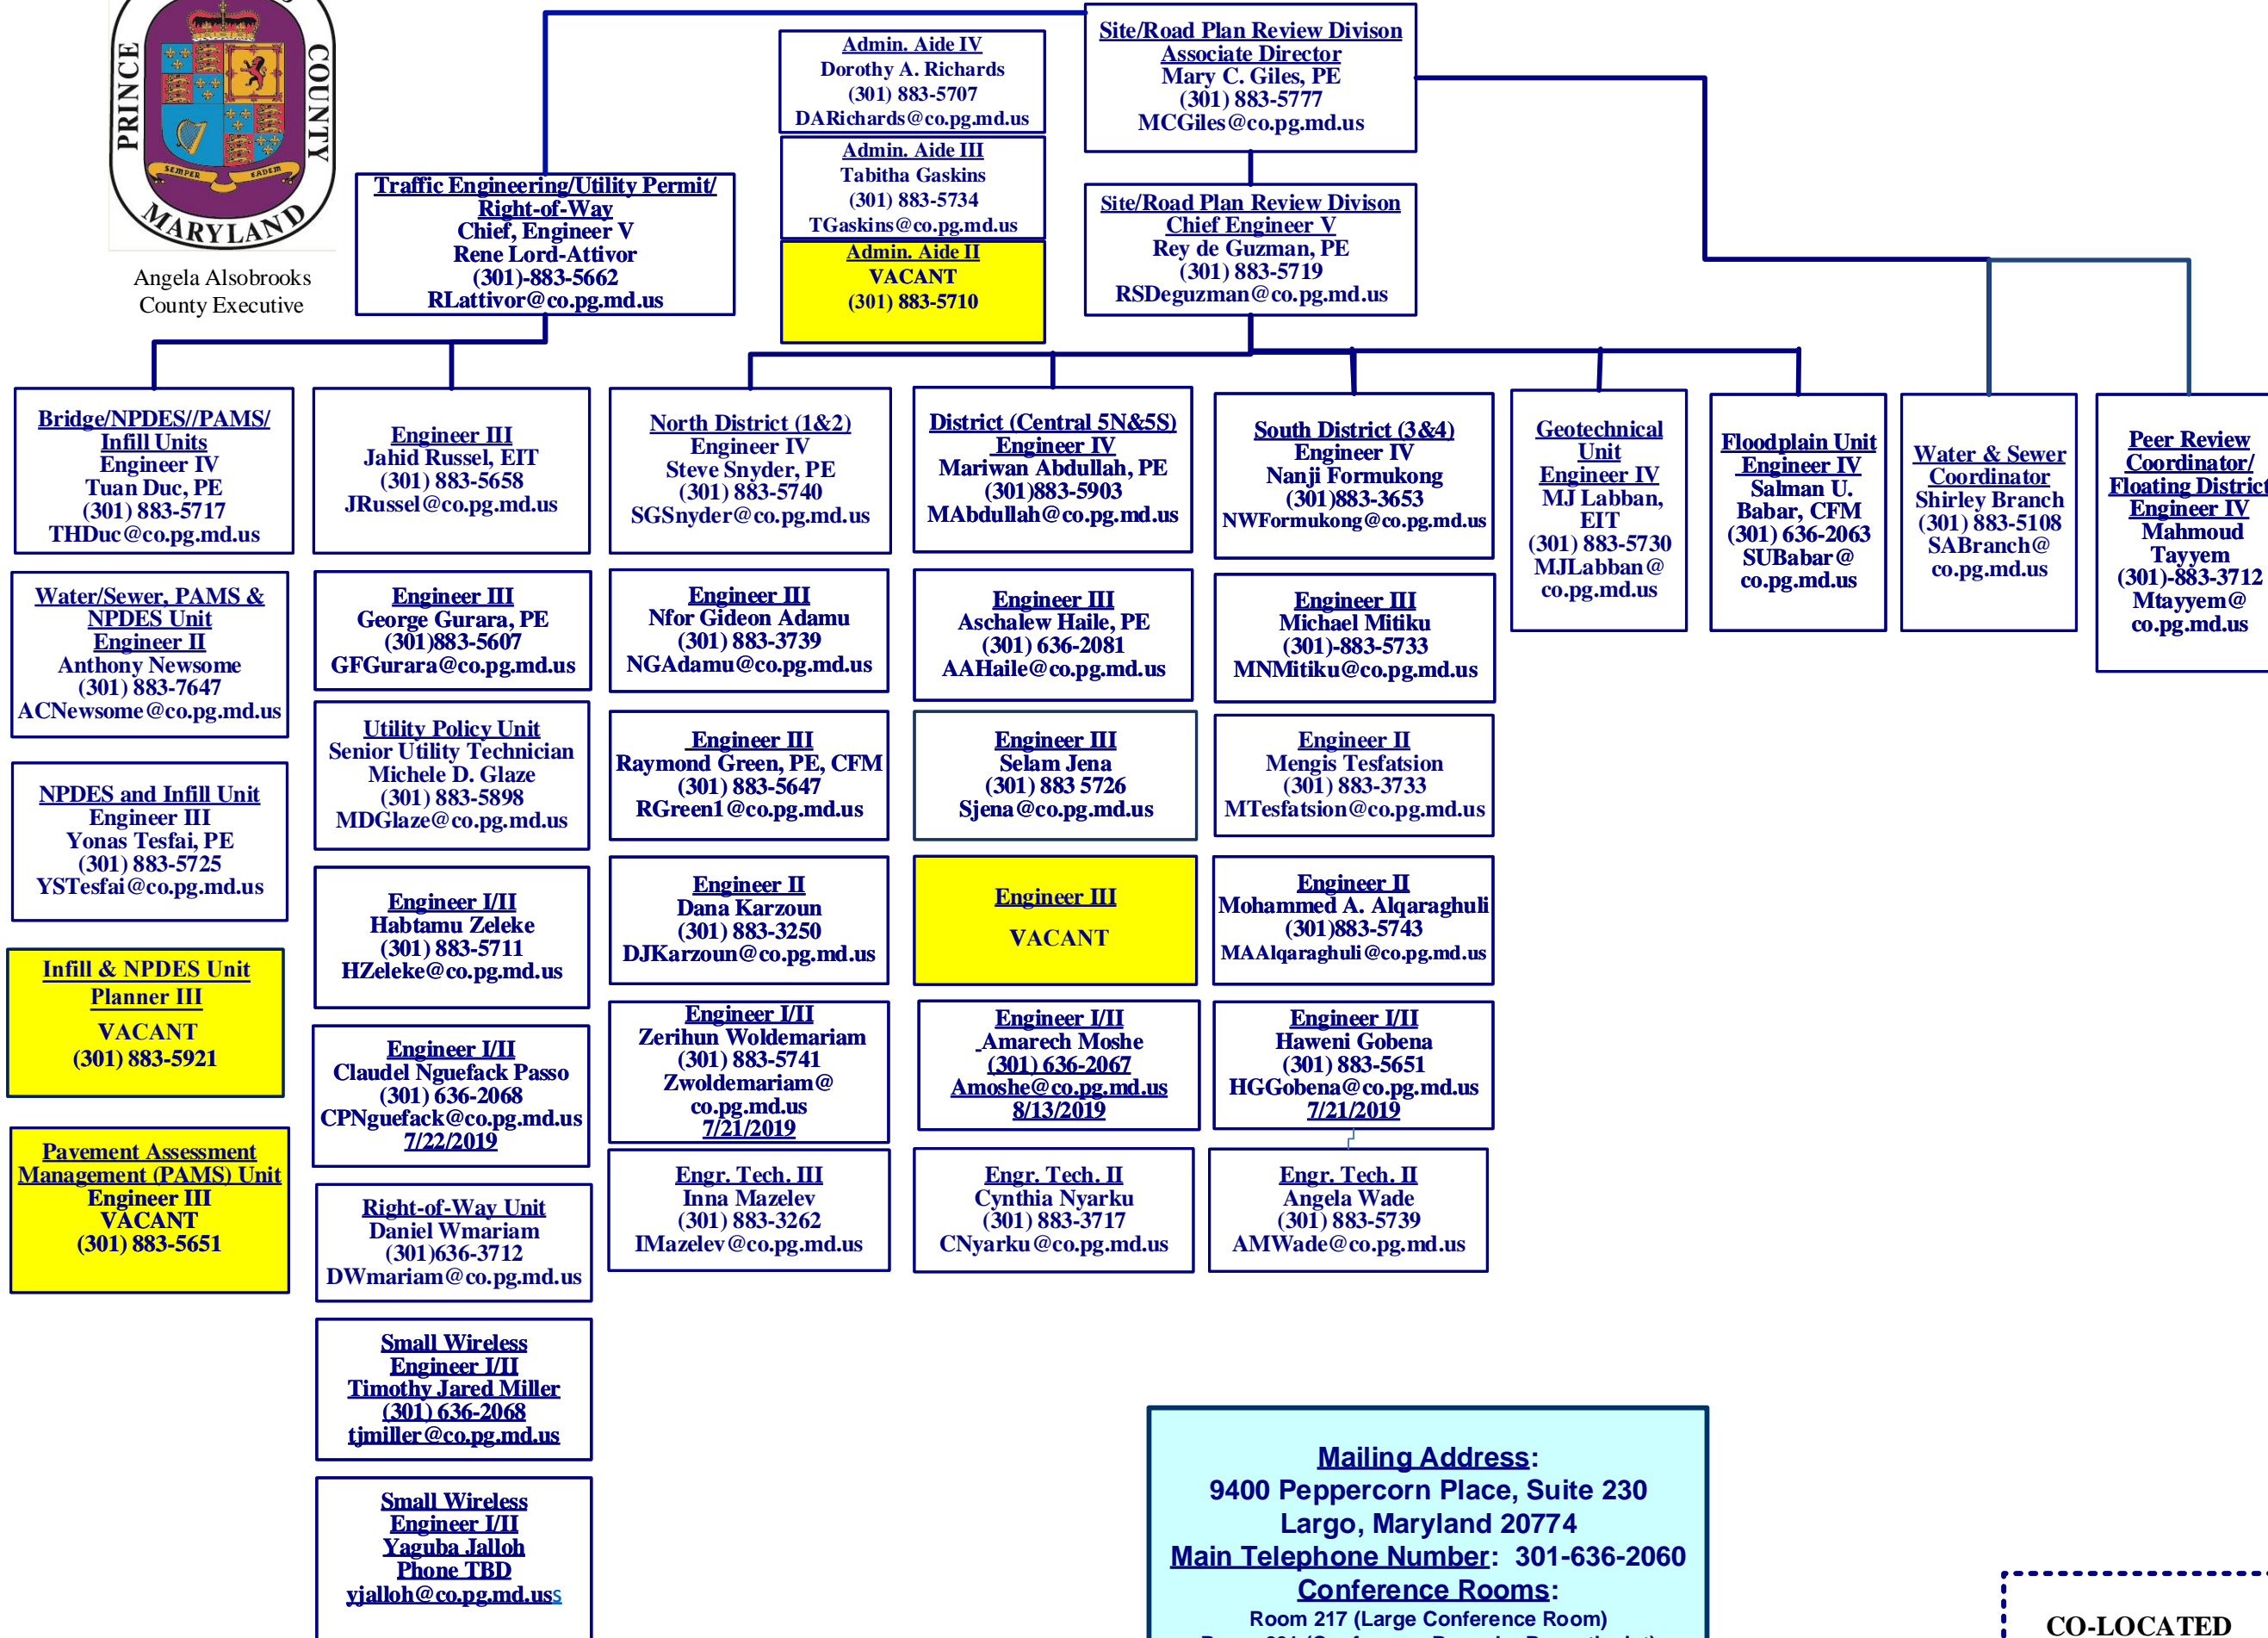 PRINCE
COUNTY
SEMPER
EADEM
MARYLAND
Angela Alsobrooks
County Executive
Admin. Aide IV
Dorothy A. Richards
(301) 883-5707
DARichards@co.pg.md.us
Admin. Aide III
Tabitha Gaskins
(301) 883-5734
TGaskins@co.pg.md.us
Admin. Aide II
VACANT
(301) 883-5710
Site/Road Plan Review Divison
Associate Director
Mary C. Giles, PE
(301) 883-5777
MCGiles@co.pg.md.us
Traffic Engineering/Utility Permit/
Right-of-Way
Chief, Engineer V
Rene Lord-Attivor
(301)-883-5662
RLattivor@co.pg.md.us
Site/Road Plan Review Divison
Chief Engineer V
Rey de Guzman, PE
(301) 883-5719
RSDeguzman@co.pg.md.us
Bridge/NPDES//PAMS/
Infill Units
Engineer IV
Tuan Duc, PE
(301) 883-5717
THDuc@co.pg.md.us
Water/Sewer, PAMS &
NPDES Unit
Engineer II
Anthony Newsome
(301) 883-7647
ACNewsome@co.pg.md.us
NPDES and Infill Unit
Engineer III
Yonas Tesfai, PE
(301) 883-5725
YSTesfai@co.pg.md.us
Infill & NPDES Unit
Planner III
VACANT
(301) 883-5921
Pavement Assessment
Management (PAMS) Unit
Engineer III
VACANT
(301) 883-5651
Engineer III
Jahid Russel, EIT
(301) 883-5658
JRussel@co.pg.md.us
Engineer III
George Gurara, PE
(301)883-5607
GFGurara@co.pg.md.us
Utility Policy Unit
Senior Utility Technician
Michele D. Glaze
(301) 883-5898
MDGlaze@co.pg.md.us
Engineer I/II
Habtamu Zeleke
(301) 883-5711
HZeleke@co.pg.md.us
Engineer I/II
Claudel Nguefack Passo
(301) 636-2068
CPNguefack@co.pg.md.us
7/22/2019
Right-of-Way Unit
Daniel Wmariam
(301)636-3712
DWmariam@co.pg.md.us
Small Wireless
Engineer I/II
Timothy Jared Miller
(301) 636-2068
tjmiller@co.pg.md.us
Small Wireless
Engineer I/II
Yaguba Jalloh
Phone TBD
yjalloh@co.pg.md.uss
North District (1&2)
Engineer IV
Steve Snyder, PE
(301) 883-5740
SGSnyder@co.pg.md.us
Engineer III
Nfor Gideon Adamu
(301) 883-3739
NGAdamu@co.pg.md.us
Engineer III
Raymond Green, PE, CFM
(301) 883-5647
RGreen1@co.pg.md.us
Engineer II
Dana Karzoun
(301) 883-3250
DJKarzoun@co.pg.md.us
Engineer I/II
Zerihun Woldemariam
(301) 883-5741
Zwoldemariam@
co.pg.md.us
7/21/2019
Engr. Tech. III
Inna Mazelev
(301) 883-3262
IMazelev@co.pg.md.us
District (Central 5N&5S)
Engineer IV
Mariwan Abdullah, PE
(301)883-5903
MAbdullah@co.pg.md.us
Engineer III
Aschalew Haile, PE
(301) 636-2081
AAHaile@co.pg.md.us
Engineer III
Selam Jena
(301) 883 5726
Sjena@co.pg.md.us
Engineer III
VACANT
Engineer I/II
Amarech Moshe
(301) 636-2067
Amoshe@co.pg.md.us
8/13/2019
Engr. Tech. II
Cynthia Nyarku
(301) 883-3717
CNyarku@co.pg.md.us
South District (3&4)
Engineer IV
Nanji Formukong
(301)883-3653
NWFormukong@co.pg.md.us
Engineer III
Michael Mitiku
(301)-883-5733
MNMitiku@co.pg.md.us
Engineer II
Mengis Tesfatsion
(301) 883-3733
MTesfatsion@co.pg.md.us
Engineer II
Mohammed A. Alqaraghuli
(301)883-5743
MAAlqaraghuli@co.pg.md.us
Engineer I/II
Haweni Gobena
(301) 883-5651
HGGobena@co.pg.md.us
7/21/2019
Engr. Tech. II
Angela Wade
(301) 883-5739
AMWade@co.pg.md.us
Geotechnical
Unit
Engineer IV
MJ Labban,
EIT
(301) 883-5730
MJLabban@
co.pg.md.us
Floodplain Unit
Engineer IV
Salman U.
Babar, CFM
(301) 636-2063
SUBabar@
co.pg.md.us
Water & Sewer
Coordinator
Shirley Branch
(301) 883-5108
SABranch@
co.pg.md.us
Peer Review
Coordinator/
Floating District
Engineer IV
Mahmoud
Tayyem
(301)-883-3712
Mtayyem@
co.pg.md.us
Mailing Address:
9400 Peppercorn Place, Suite 230
Largo, Maryland 20774
Main Telephone Number: 301-636-2060
Conference Rooms:
Room 217 (Large Conference Room)
CO-LOCATED